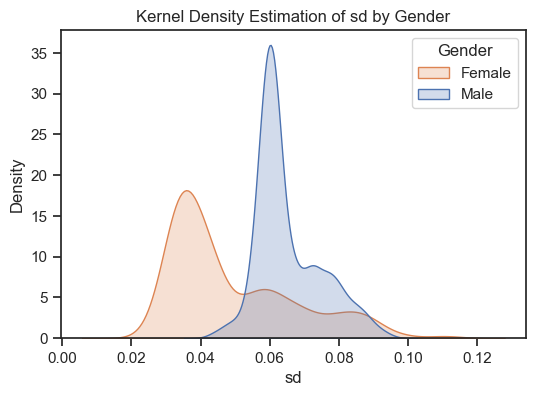 Kernel Density Estimation of sd by Gender
Gender
Female
Male
Density
35
30
25
20
15
10
5
0
0.00 0.02 0.04 0.06 0.08 0.10 0.12
sd